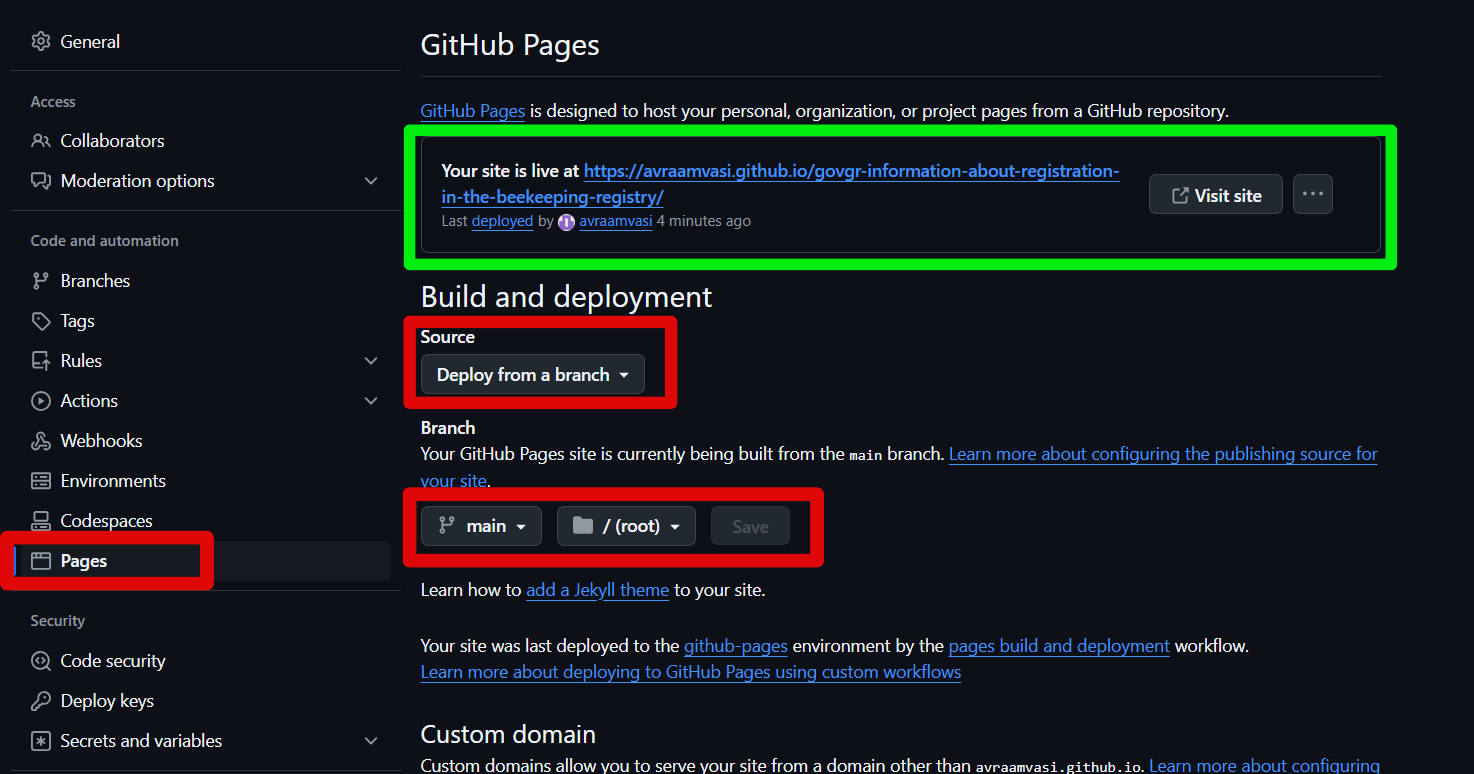 General
Access
Collaborators
Moderation options
Code and automation
Branches
Tags
Rules
Actions
Webhooks
Environments
Codespaces
Pages
Security
Code security
Deploy keys
Secrets and variables
GitHub Pages
GitHub Pages is designed to host your personal, organization, or project pages from a GitHub repository.
Your site is live at https://avraamvasi.github.io/govgr-information-about-registration-
in-the-beekeeping-registry/
Last deployed by avraamvasi 4 minutes ago
Visit site
Build and deployment
Source
Deploy from a branch
Branch
Your GitHub Pages site is currently being built from the main branch. Learn more about configuring the publishing source for
your site.
main
/ (root)
Save
Learn how to add a Jekyll theme to your site.
Your site was last deployed to the github-pages environment by the pages build and deployment workflow.
Learn more about deploying to GitHub Pages using custom workflows
Custom domain
Custom domains allow you to serve your site from a domain other than avraamvasi.github.io. Learn more about configuring